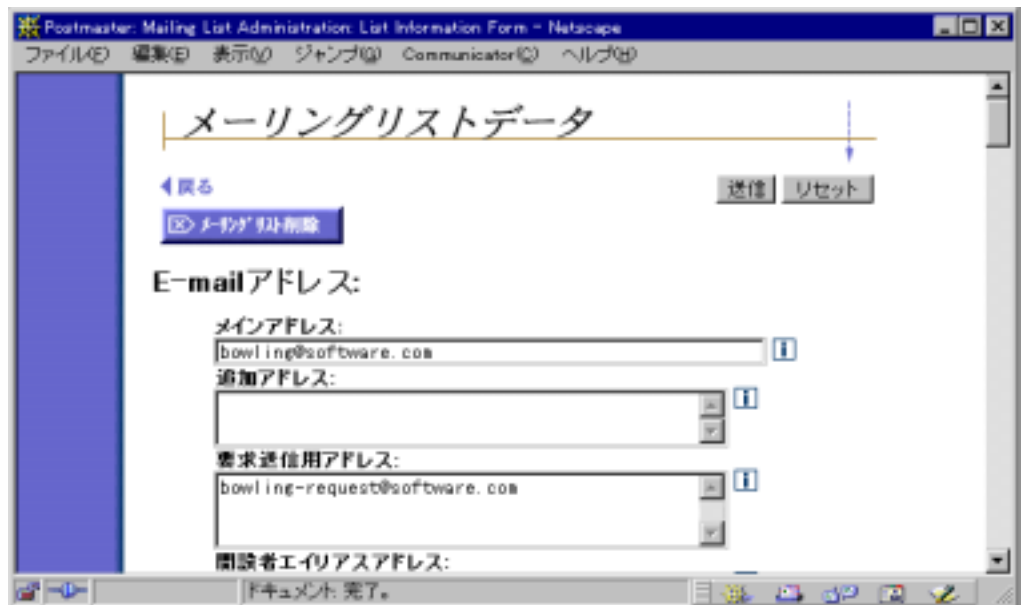 Postmaster: Mailing List Administration: List Information Form - Netscape
ファイル(F) 編集(E) 表示(V) ジャンプ(G) Communicator(C) ヘルプ(H)
メーリングリストデータ
戻る
送信 リセット
メーリングリスト削除
E-mailアドレス:
メインアドレス:
bowling@software.com
追加アドレス:
要求送信用アドレス:
bowling-request@software.com
開設者エイリアスアドレス:
ドキュメント: 完了。